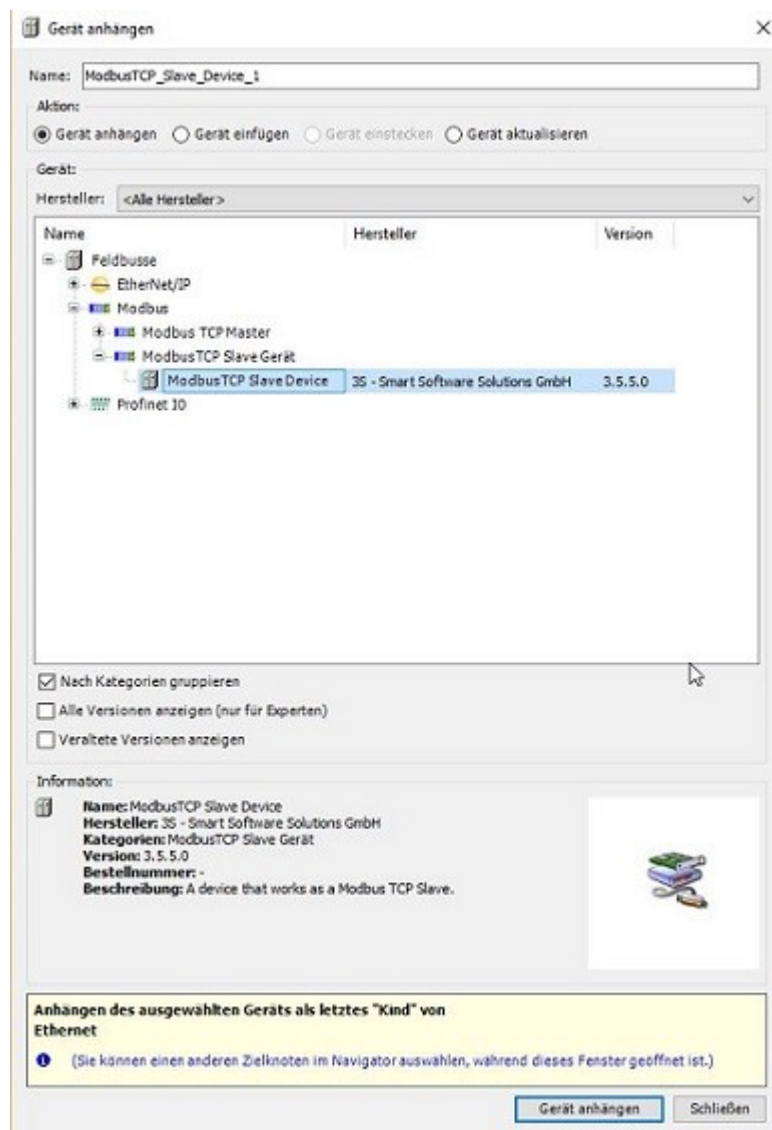 Gerät anhängen
Name: ModbusTCP_Slave_Device_1
Aktion:
Gerät anhängen Gerät einfügen Gerät einstecken Gerät aktualisieren
Gerät:
Hersteller: <Alle Hersteller>
Name Hersteller Version
Feldbusse
EtherNet/IP
Modbus
Modbus TCP Master
ModbusTCP Slave Gerät
ModbusTCP Slave Device 3S - Smart Software Solutions GmbH 3.5.5.0
Profinet IO
Nach Kategorien gruppieren
Alle Versionen anzeigen (nur für Experten)
Veraltete Versionen anzeigen
Information:
Name: ModbusTCP Slave Device
Hersteller: 3S - Smart Software Solutions GmbH
Kategorien: ModbusTCP Slave Gerät
Version: 3.5.5.0
Bestellnummer: -
Beschreibung: A device that works as a Modbus TCP Slave.
Anhängen des ausgewählten Geräts als letztes "Kind" von
Ethernet
(Sie können einen anderen Zielknoten im Navigator auswählen, während dieses Fenster geöffnet ist.)
Gerät anhängen Schließen